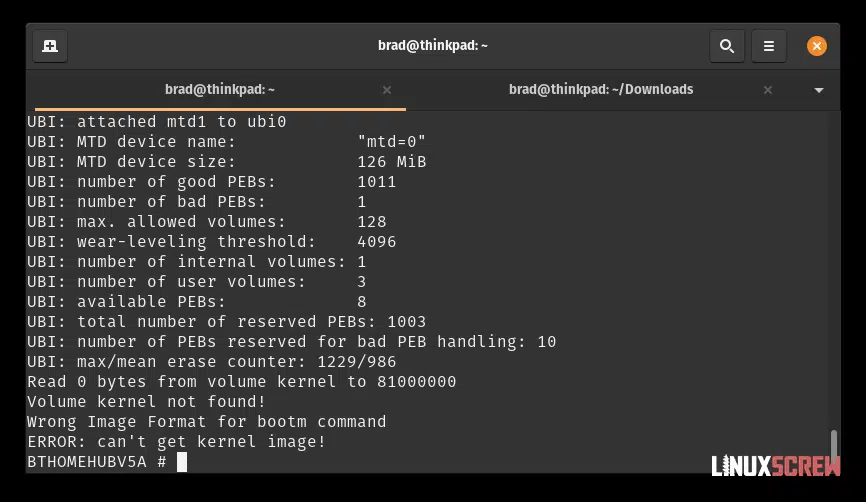 brad@thinkpad: ~
brad@thinkpad: ~
brad@thinkpad: ~/Downloads
UBI: attached mtd1 to ubi0
UBI: MTD device name:            "mtd=0"
UBI: MTD device size:            126 MiB
UBI: number of good PEBs:        1011
UBI: number of bad PEBs:         1
UBI: max. allowed volumes:       128
UBI: wear-leveling threshold:    4096
UBI: number of internal volumes: 1
UBI: number of user volumes:     3
UBI: available PEBs:             8
UBI: total number of reserved PEBs: 1003
UBI: number of PEBs reserved for bad PEB handling: 10
UBI: max/mean erase counter: 1229/986
Read 0 bytes from volume kernel to 81000000
Volume kernel not found!
Wrong Image Format for bootm command
ERROR: can't get kernel image!
BTHOMEHUBV5A #
LINUXSCREW